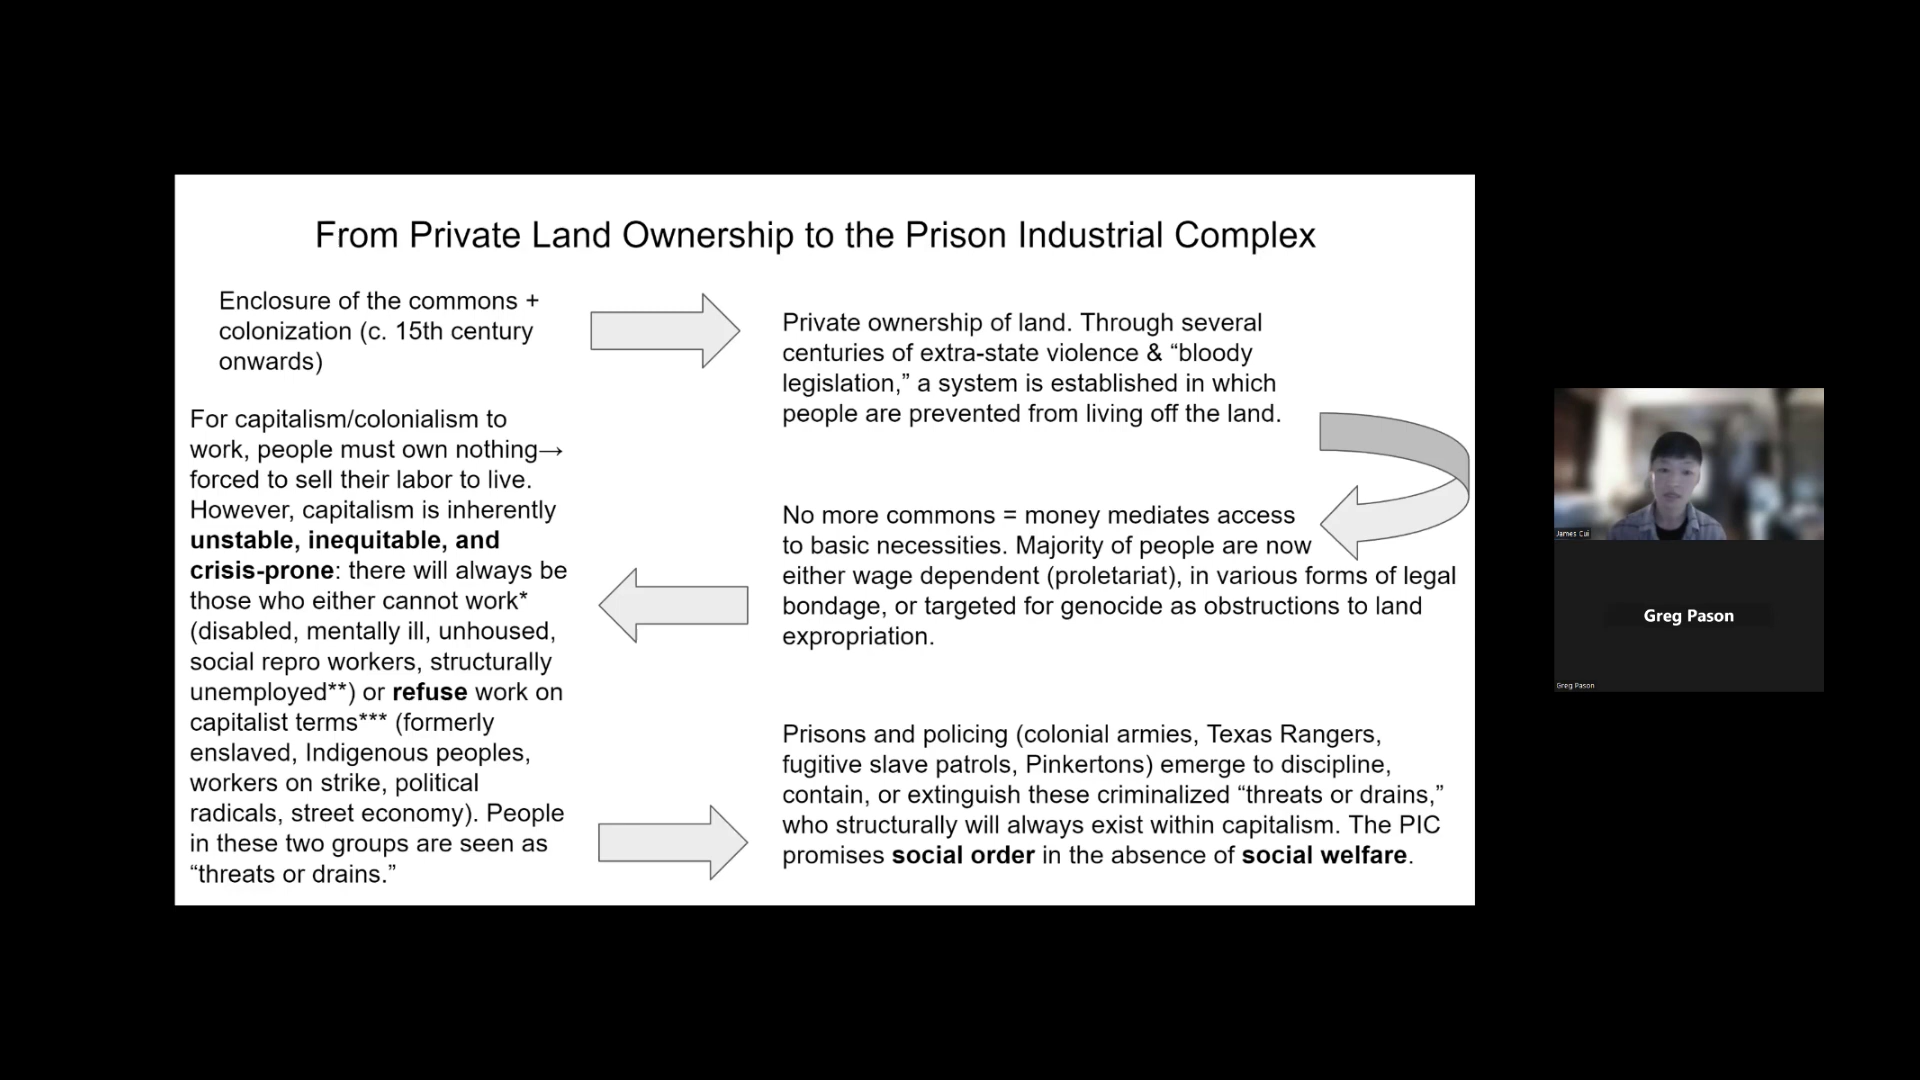 From Private Land Ownership to the Prison Industrial Complex
Enclosure of the commons +
colonization (c. 15th century
onwards)
Private ownership of land. Through several
centuries of extra-state violence & “bloody
legislation,” a system is established in which
people are prevented from living off the land.
No more commons = money mediates access
to basic necessities. Majority of people are now
either wage dependent (proletariat), in various forms of legal
bondage, or targeted for genocide as obstructions to land
expropriation.
For capitalism/colonialism to
work, people must own nothing→
forced to sell their labor to live.
However, capitalism is inherently
unstable, inequitable, and
crisis-prone: there will always be
those who either cannot work*
(disabled, mentally ill, unhoused,
social repro workers, structurally
unemployed**) or refuse work on
capitalist terms*** (formerly
enslaved, Indigenous peoples,
workers on strike, political
radicals, street economy). People
in these two groups are seen as
“threats or drains.”
Prisons and policing (colonial armies, Texas Rangers,
fugitive slave patrols, Pinkertons) emerge to discipline,
contain, or extinguish these criminalized “threats or drains,”
who structurally will always exist within capitalism. The PIC
promises social order in the absence of social welfare.
James Cui
Greg Pason
Greg Pason